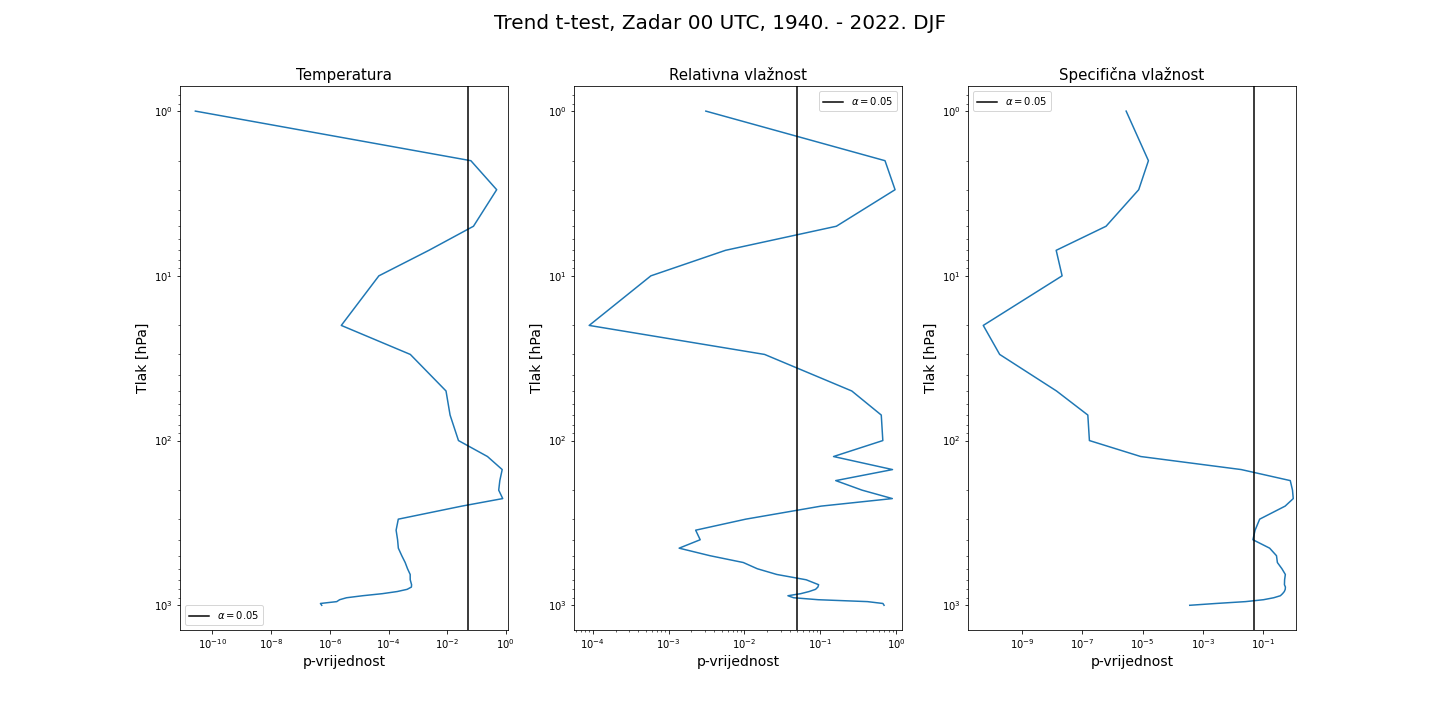 Trend t-test, Zadar 00 UTC, 1940. - 2022. DJF
Temperatura
Tlak [hPa]
10⁰
10¹
10²
10³
α = 0.05
10⁻¹⁰ 10⁻⁸ 10⁻⁶ 10⁻⁴ 10⁻² 10⁰
p-vrijednost
Relativna vlažnost
α = 0.05
Tlak [hPa]
10⁰
10¹
10²
10³
10⁻⁴ 10⁻³ 10⁻² 10⁻¹ 10⁰
p-vrijednost
Specifična vlažnost
α = 0.05
Tlak [hPa]
10⁰
10¹
10²
10³
10⁻⁹ 10⁻⁷ 10⁻⁵ 10⁻³ 10⁻¹
p-vrijednost